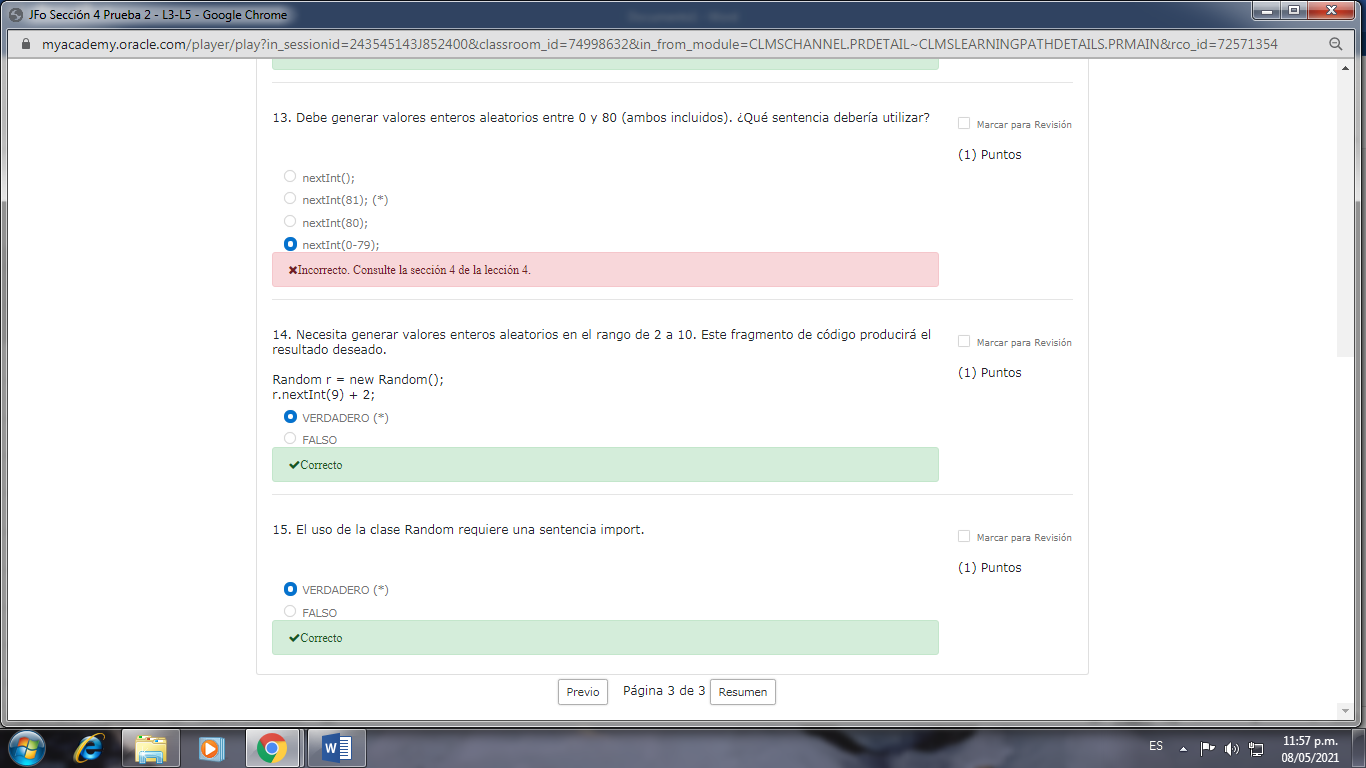 JFo Sección 4 Prueba 2 - L3-L5 - Google Chrome
myacademy.oracle.com/player/play?in_sessionid=243545143J852400&classroom_id=74998632&in_from_module=CLMSCHANNEL.PRDETAIL~CLMSLEARNINGPATHDETAILS.PRMAIN&rco_id=72571354
13. Debe generar valores enteros aleatorios entre 0 y 80 (ambos incluidos). ¿Qué sentencia debería utilizar?
Marcar para Revisión
(1) Puntos
nextInt();
nextInt(81); (*)
nextInt(80);
nextInt(0-79);
✖Incorrecto. Consulte la sección 4 de la lección 4.
14. Necesita generar valores enteros aleatorios en el rango de 2 a 10. Este fragmento de código producirá el
resultado deseado.
Marcar para Revisión
(1) Puntos
Random r = new Random();
r.nextInt(9) + 2;
VERDADERO (*)
FALSO
✔Correcto
15. El uso de la clase Random requiere una sentencia import.
Marcar para Revisión
(1) Puntos
VERDADERO (*)
FALSO
✔Correcto
Previo Página 3 de 3 Resumen
ES
11:57 p.m.
08/05/2021